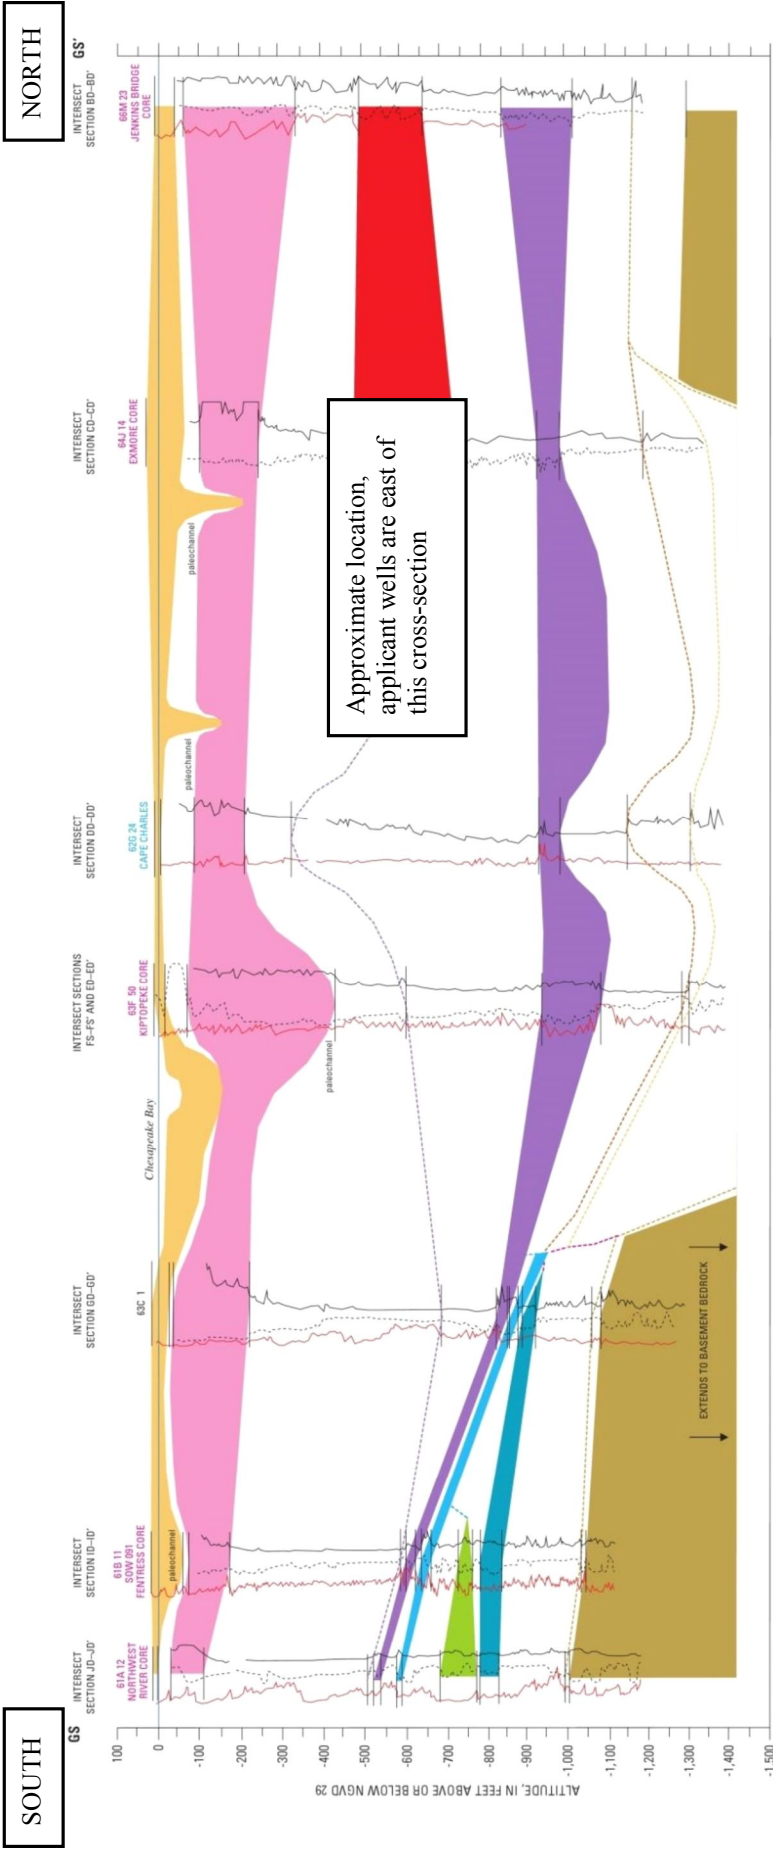 SOUTH
NORTH
GS
GS'
INTERSECT
SECTION JD–JD'
61A 12
NORTHWEST
RIVER CORE
INTERSECT
SECTION ID–ID'
61B 11
SOW 091
FENTRESS CORE
INTERSECT
SECTION GD–GD'
63C 1
INTERSECT SECTIONS
FS–FS' AND ED–ED'
63F 50
KIPTOPEKE CORE
INTERSECT
SECTION DD–DD'
62G 24
CAPE CHARLES
INTERSECT
SECTION CD–CD'
64J 14
EXMORE CORE
INTERSECT
SECTION BD–BD'
66M 23
JENKINS BRIDGE
CORE
Chesapeake Bay
paleochannel
paleochannel
paleochannel
paleochannel
Approximate location,
applicant wells are east of
this cross-section
EXTENDS TO BASEMENT BEDROCK
ALTITUDE, IN FEET ABOVE OR BELOW NGVD 29
100
0
-100
-200
-300
-400
-500
-600
-700
-800
-900
-1,000
-1,100
-1,200
-1,300
-1,400
-1,500